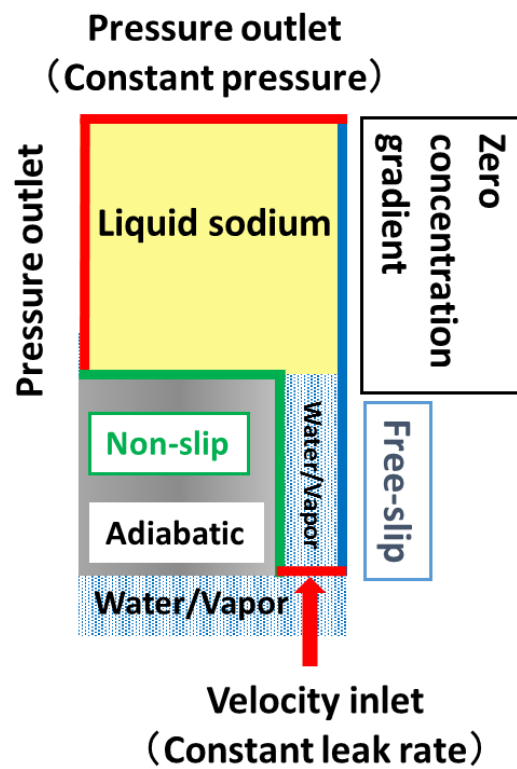 Pressure outlet
（Constant pressure）
Pressure outlet
Liquid sodium
Zero
concentration
gradient
Non-slip
Adiabatic
Water/Vapor
Free-slip
Water/Vapor
Velocity inlet
（Constant leak rate）